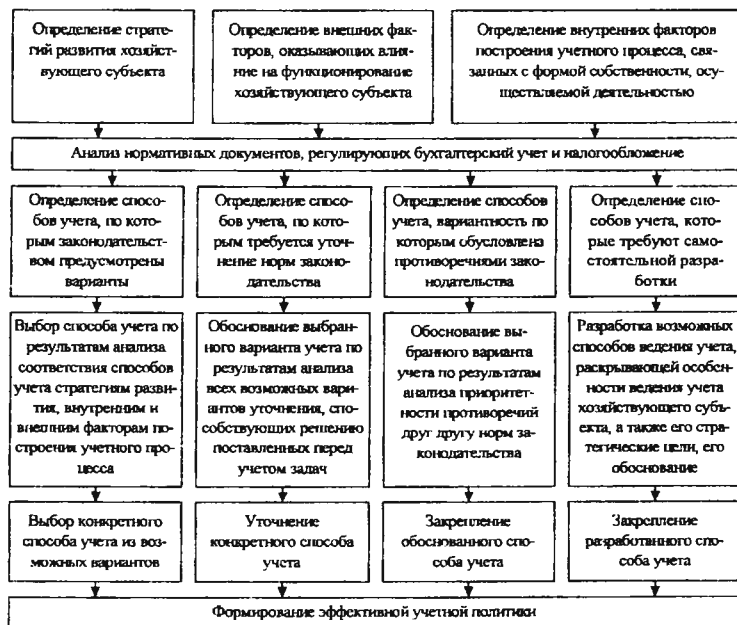 Определение страте-
гий развития хозяйст-
вующего субъекта
Определение внешних фак-
торов, оказывающих влия-
ние на функционирование
хозяйствующего субъекта
Определение внутренних факторов
построения учетного процесса, свя-
занных с формой собственности, осу-
ществляемой деятельностью
Анализ нормативных документов, регулирующих бухгалтерский учет и налогообложение
Определение спосо-
бов учета, по кото-
рым законодательст-
вом предусмотрены
варианты
Определение спосо-
бов учета, по кото-
рым требуется уточ-
нение норм законо-
дательства
Определение способов
учета, вариантность по
которым обусловлена
противоречиями зако-
нодательства
Определение спо-
собов учета, кото-
рые требуют само-
стоятельной разра-
ботки
Выбор способа учета по
результатам анализа
соответствия способов
учета стратегиям разви-
тия, внутренним и
внешним факторам по-
строения учетного про-
цесса
Обоснование выбран-
ного варианта учета по
результатам анализа
всех возможных вари-
антов уточнения, спо-
собствующих решению
поставленных перед
учетом задач
Обоснование вы-
бранного варианта
учета по результатам
анализа приоритет-
ности противоречий
друг другу норм за-
конодательства
Разработка возможных
способов ведения учета,
раскрывающей особен-
ности ведения учета
хозяйствующего субъ-
екта, а также его стра-
тегические цели, его
обоснование
Выбор конкретного
способа учета из воз-
можных вариантов
Уточнение
конкретного способа
учета
Закрепление
обоснованного спо-
соба учета
Закрепление
разработанного спо-
соба учета
Формирование эффективной учетной политики